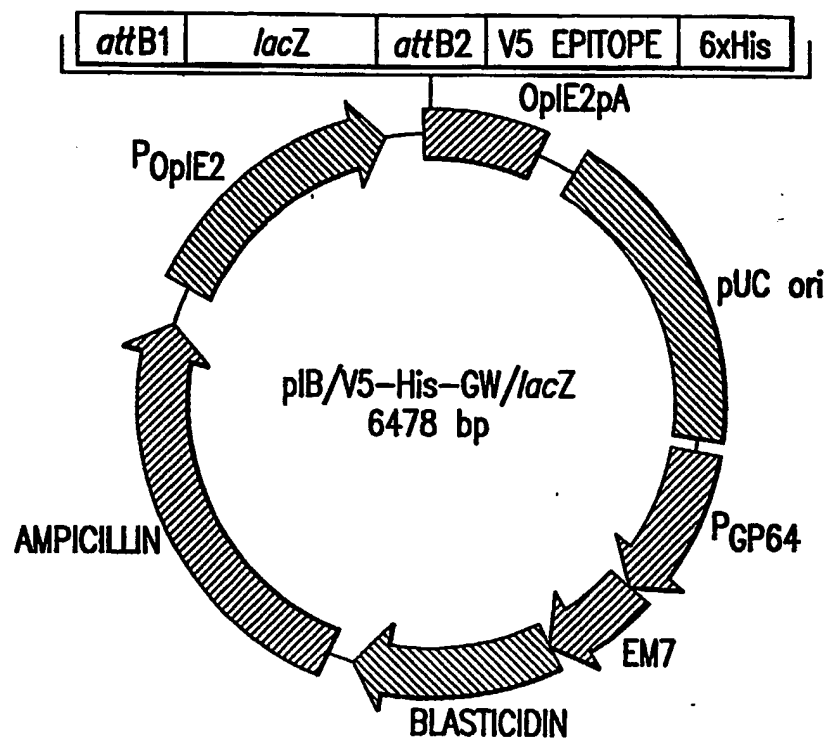 attB1 lacZ attB2 V5 EPITOPE 6xHis
OpIE2pA
POpIE2
pUC ori
pIB/V5-His-GW/lacZ
6478 bp
PGP64
AMPICILLIN
EM7
BLASTICIDIN